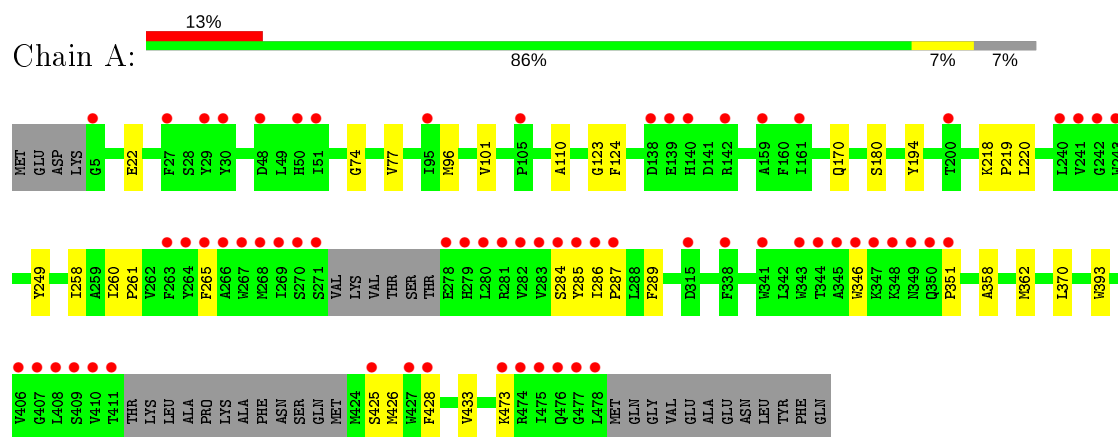 13%
Chain A: 86% 7% 7%
MET GLU ASP LYS G5 E22 F27 S28 Y29 Y30 D48 L49 H50 I51 G74 V77 I95 M96 V101 P105 A110 G123 F124 D138 E139 H140 D141 R142 A159 F160 I161 Q170 S180 Y194 T200 K218 P219 L220 L240 V241 G242 W243
Y249 I258 A259 I260 P261 V262 F263 Y264 F265 A266 W267 M268 I269 S270 S271 VAL LYS VAL THR SER THR E278 H279 L280 R281 V282 V283 S284 Y285 I286 P287 L288 F289 D315 F338 W341 L342 W343 T344 A345 W346 K347 K348 N349 Q350 P351 A358 M362 L370 W393
V406 G407 L408 S409 V410 T411 THR LYS LEU ALA PRO LYS ALA PHE ASN SER GLN MET M424 S425 M426 W427 F428 V433 K473 R474 I475 Q476 G477 L478 MET GLN GLY VAL GLU ALA GLU ASN LEU TYR PHE GLN